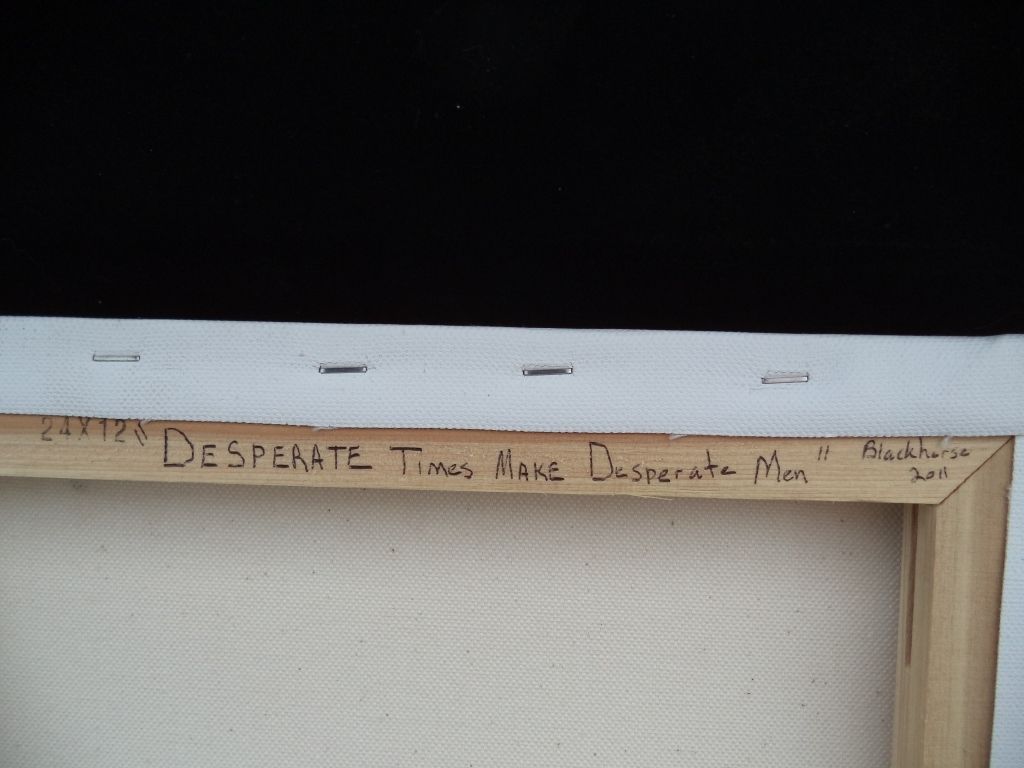 24X12 "DESPERATE Times MAKE Desperate Men" Blackhorse
2011